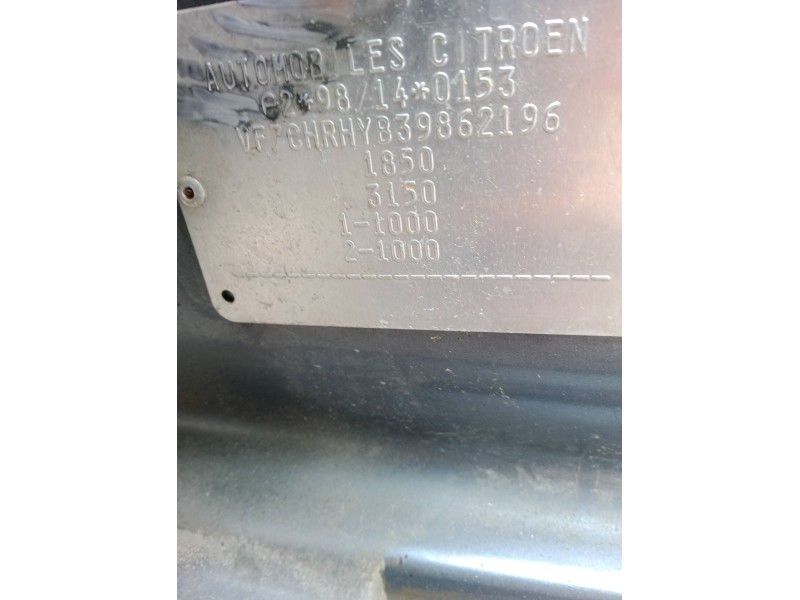 AUTOMOBILES CITROEN
e2*98/14*0153
VF7CHRHYB39862196
1850
3150
1-1000
2-1000